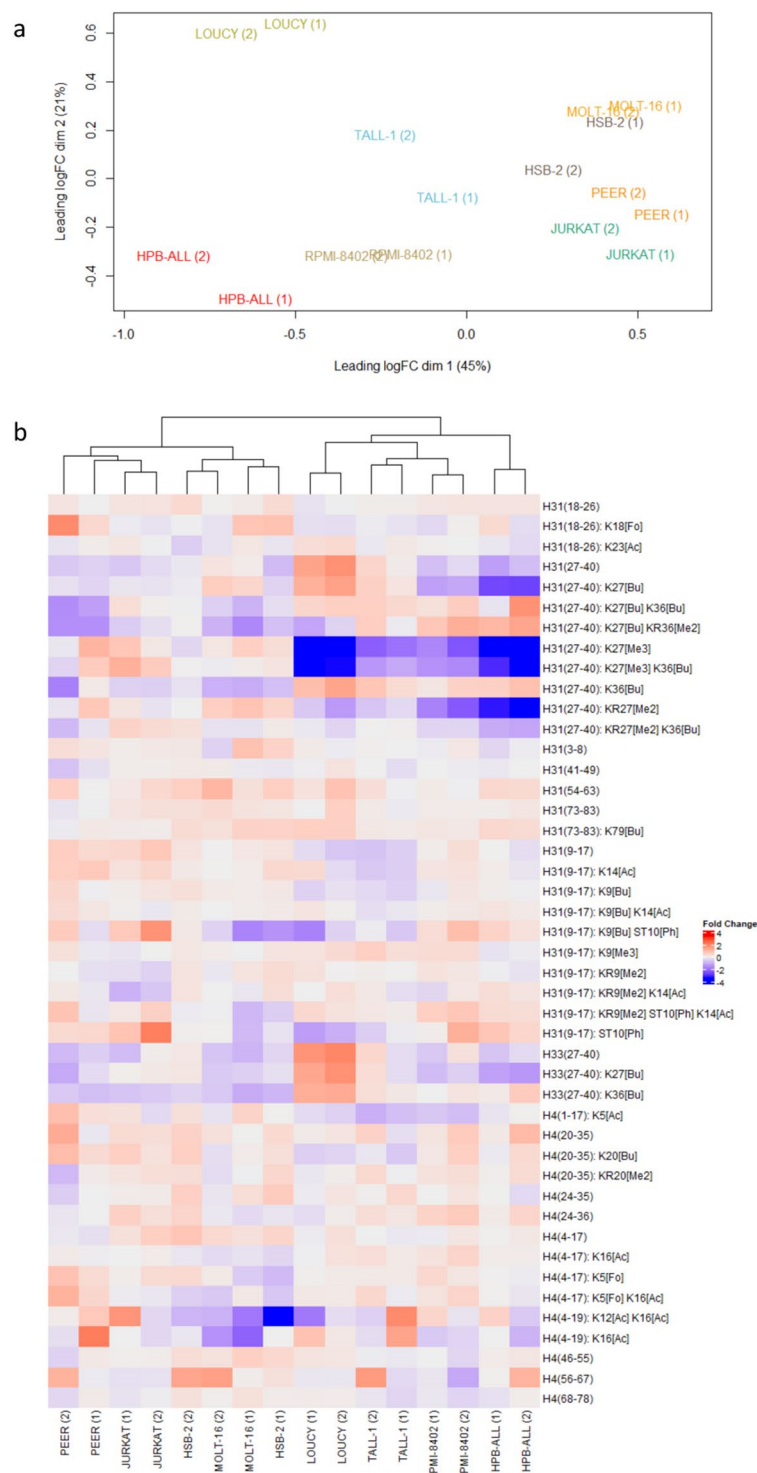 a
Leading logFC dim 2 (21%)
0.6
0.4
0.2
0.0
-0.2
-0.4
LOUCY (2)
LOUCY (1)
MOLT-16 (1)
MOLT-16 (2)
HSB-2 (1)
TALL-1 (2)
HSB-2 (2)
PEER (2)
TALL-1 (1)
PEER (1)
JURKAT (2)
HPB-ALL (2)
RPMI-8402 (2)
RPMI-8402 (1)
JURKAT (1)
HPB-ALL (1)
-1.0 -0.5 0.0 0.5
Leading logFC dim 1 (45%)
b
H31(18-26)
H31(18-26): K18[Fo]
H31(18-26): K23[Ac]
H31(27-40)
H31(27-40): K27[Bu]
H31(27-40): K27[Bu] K36[Bu]
H31(27-40): K27[Bu] KR36[Me2]
H31(27-40): K27[Me3]
H31(27-40): K27[Me3] K36[Bu]
H31(27-40): K36[Bu]
H31(27-40): KR27[Me2]
H31(27-40): KR27[Me2] K36[Bu]
H31(3-8)
H31(41-49)
H31(54-63)
H31(73-83)
H31(73-83): K79[Bu]
H31(9-17)
H31(9-17): K14[Ac]
H31(9-17): K9[Bu]
H31(9-17): K9[Bu] K14[Ac]
H31(9-17): K9[Bu] ST10[Ph]
H31(9-17): K9[Me3]
H31(9-17): KR9[Me2]
H31(9-17): KR9[Me2] K14[Ac]
H31(9-17): KR9[Me2] ST10[Ph] K14[Ac]
H31(9-17): ST10[Ph]
H33(27-40)
H33(27-40): K27[Bu]
H33(27-40): K36[Bu]
H4(1-17): K5[Ac]
H4(20-35)
H4(20-35): K20[Bu]
H4(20-35): KR20[Me2]
H4(24-35)
H4(24-36)
H4(4-17)
H4(4-17): K16[Ac]
H4(4-17): K5[Fo]
H4(4-17): K5[Fo] K16[Ac]
H4(4-19): K12[Ac] K16[Ac]
H4(4-19): K16[Ac]
H4(46-55)
H4(56-67)
H4(68-78)
Fold Change
4
2
0
-2
-4
PEER (2)
PEER (1)
JURKAT (1)
JURKAT (2)
HSB-2 (2)
MOLT-16 (2)
MOLT-16 (1)
HSB-2 (1)
LOUCY (1)
LOUCY (2)
TALL-1 (2)
TALL-1 (1)
PMI-8402 (1)
PMI-8402 (2)
HPB-ALL (1)
HPB-ALL (2)